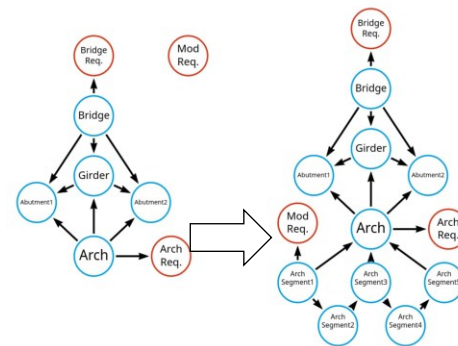 Bridge
Req.
Mod
Req.
Bridge
Girder
Abutment1
Abutment2
Arch
Arch
Req.
Bridge
Req.
Bridge
Girder
Abutment1
Abutment2
Mod
Req.
Arch
Arch
Req.
Arch
Segment1
Arch
Segment3
Arch
Segment5
Arch
Segment2
Arch
Segment4